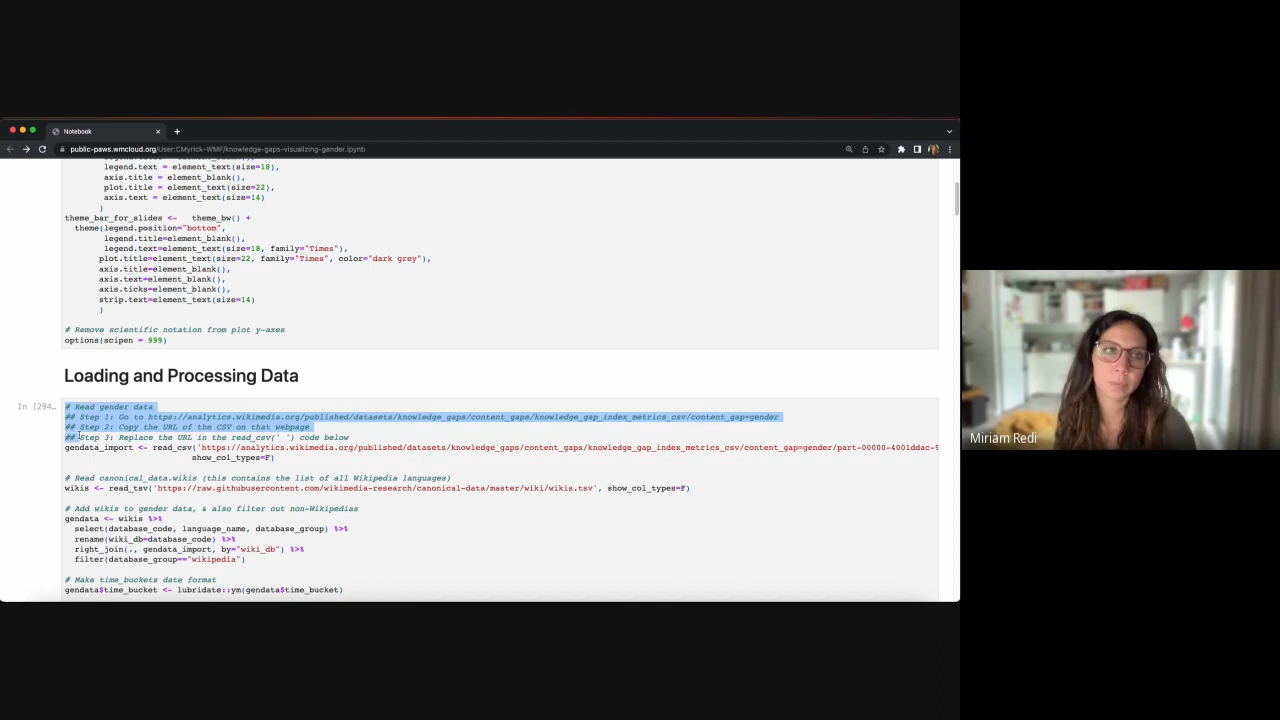 Notebook
public-paws.wmcloud.org/User:CMyrick-WMF/knowledge-gaps-visualizing-gender.ipynb
legend.text = element_text(size=18),
axis.title = element_blank(),
plot.title = element_text(size=22),
axis.text = element_text(size=14)
)
theme_bar_for_slides <-   theme_bw() +
theme(legend.position="bottom",
legend.title=element_blank(),
legend.text=element_text(size=18, family="Times"),
plot.title=element_text(size=22, family="Times", color="dark grey"),
axis.title=element_blank(),
axis.text=element_blank(),
axis.ticks=element_blank(),
strip.text=element_text(size=14)
)
# Remove scientific notation from plot y-axes
options(scipen = 999)
Loading and Processing Data
In [294…
# Read gender data
## Step 1: Go to https://analytics.wikimedia.org/published/datasets/knowledge_gaps/content_gaps/knowledge_gap_index_metrics_csv/content_gap=gender
## Step 2: Copy the URL of the CSV on that webpage
## Step 3: Replace the URL in the read_csv(' ') code below
gendata_import <- read_csv('https://analytics.wikimedia.org/published/datasets/knowledge_gaps/content_gaps/knowledge_gap_index_metrics_csv/content_gap=gender/part-00000-4001ddac-9
show_col_types=F)
# Read canonical_data.wikis (this contains the list of all Wikipedia languages)
wikis <- read_tsv('https://raw.githubusercontent.com/wikimedia-research/canonical-data/master/wiki/wikis.tsv', show_col_types=F)
# Add wikis to gender data, & also filter out non-Wikipedias
gendata <- wikis %>%
select(database_code, language_name, database_group) %>%
rename(wiki_db=database_code) %>%
right_join(., gendata_import, by="wiki_db") %>%
filter(database_group=="wikipedia")
# Make time_buckets date format
gendata$time_bucket <- lubridate::ym(gendata$time_bucket)
Miriam Redi